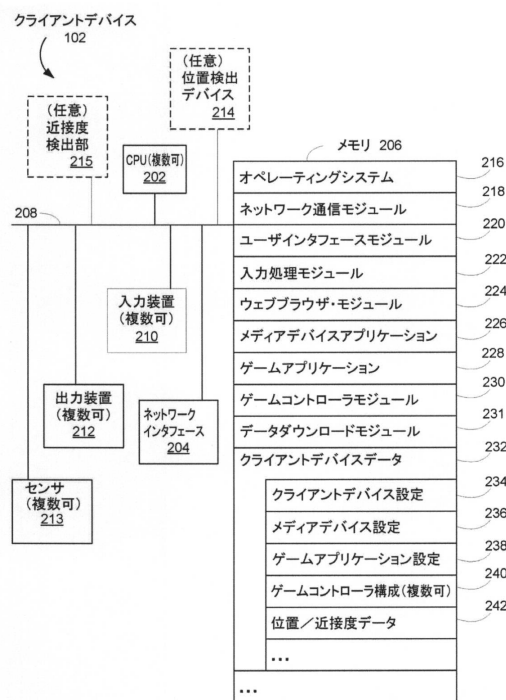 クライアントデバイス
102
(任意)
近接度
検出部
215
(任意)
位置検出
デバイス
214
CPU(複数可)
202
208
入力装置
(複数可)
210
出力装置
(複数可)
212
ネットワーク
インタフェース
204
センサ
(複数可)
213
メモリ 206
オペレーティングシステム
216
ネットワーク通信モジュール
218
ユーザインタフェースモジュール
220
入力処理モジュール
222
ウェブブラウザ・モジュール
224
メディアデバイスアプリケーション
226
ゲームアプリケーション
228
ゲームコントローラモジュール
230
データダウンロードモジュール
231
クライアントデバイスデータ
232
クライアントデバイス設定
234
メディアデバイス設定
236
ゲームアプリケーション設定
238
ゲームコントローラ構成(複数可)
240
位置/近接度データ
242
...
...